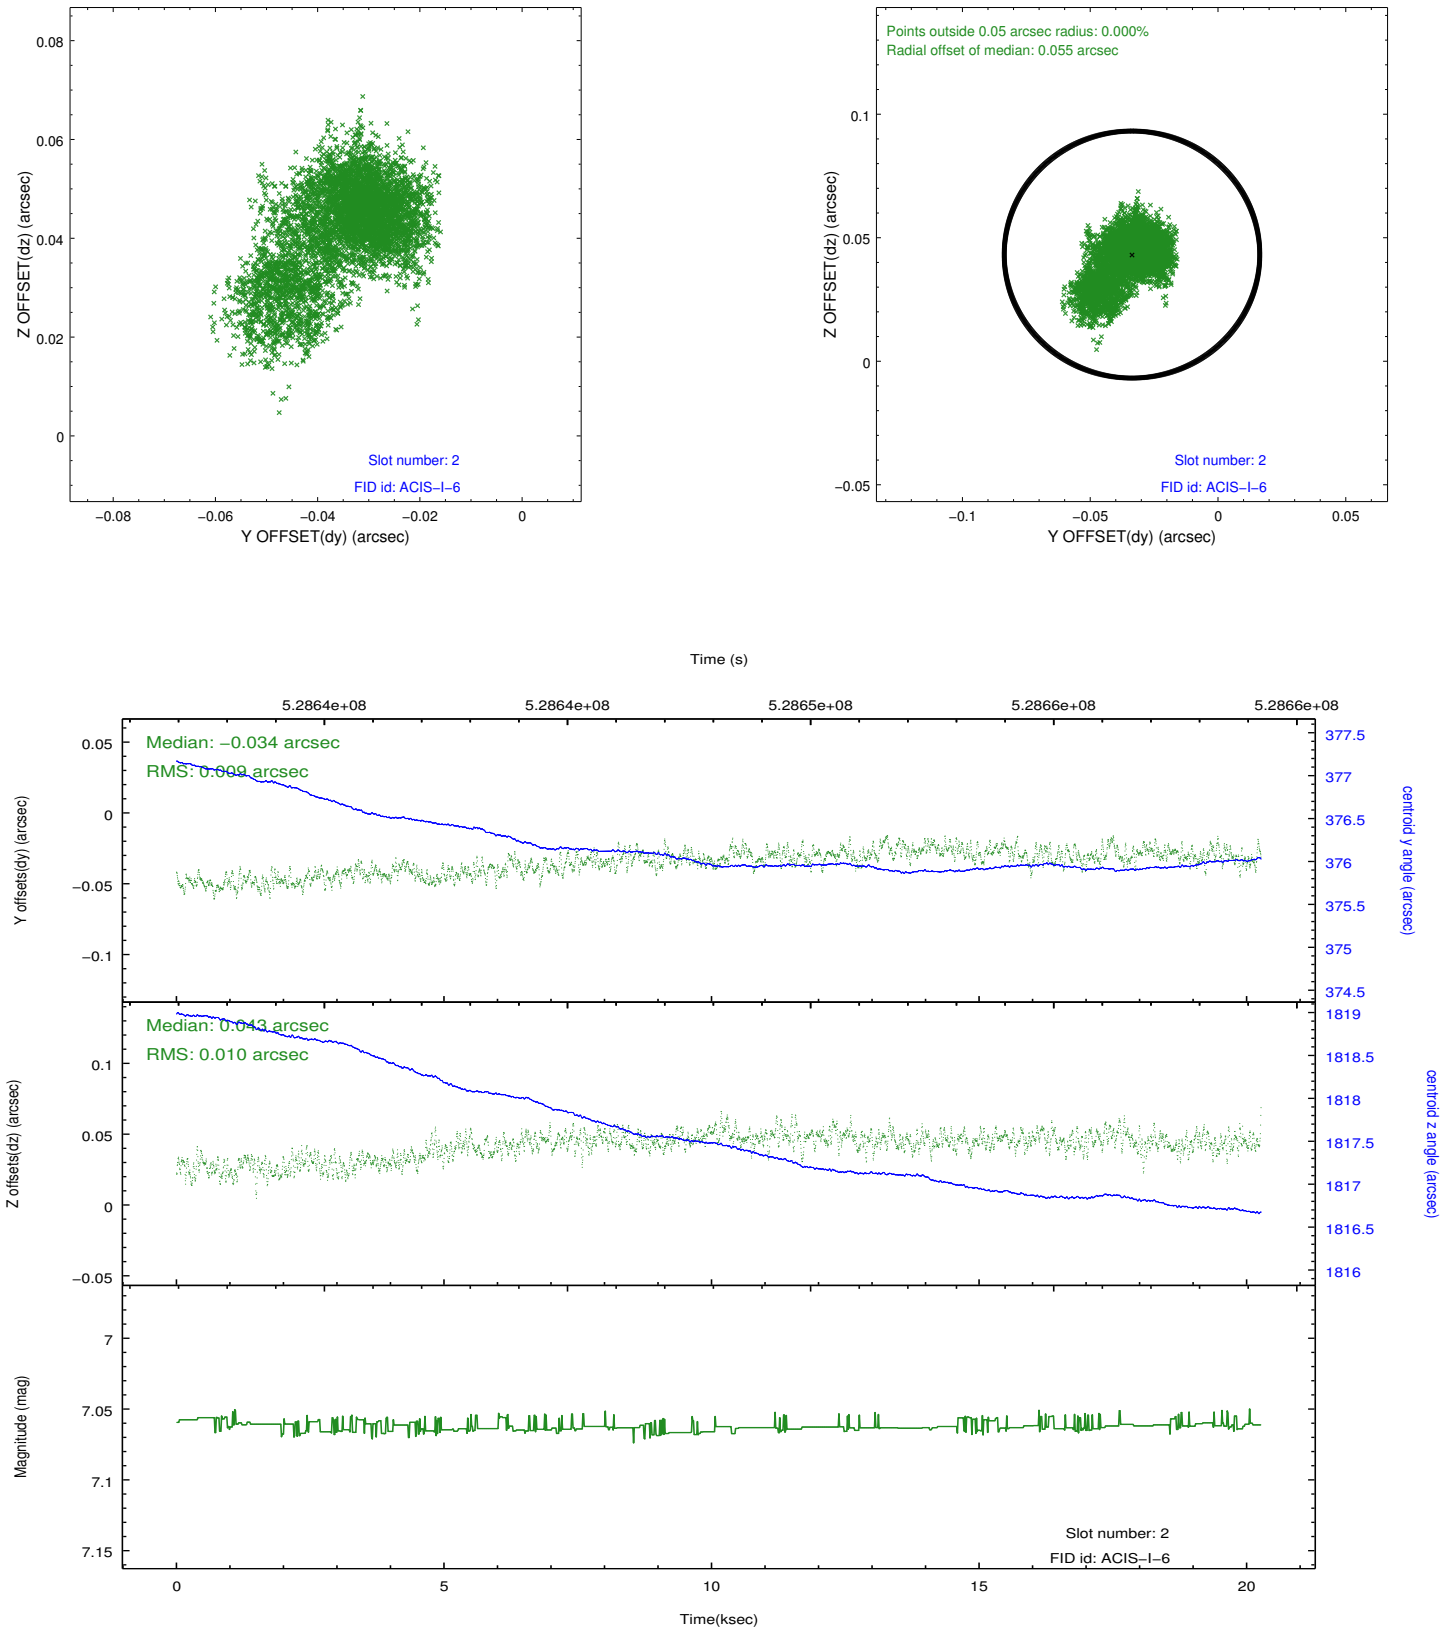 0.08
0.06
0.04
0.02
0
Z OFFSET(dz) (arcsec)
Slot number: 2
FID id: ACIS−I−6
−0.08 −0.06 −0.04 −0.02 0
Y OFFSET(dy) (arcsec)
Points outside 0.05 arcsec radius: 0.000%
Radial offset of median: 0.055 arcsec
0.1
0.05
0
−0.05
Z OFFSET(dz) (arcsec)
Slot number: 2
FID id: ACIS−I−6
−0.1 −0.05 0 0.05
Y OFFSET(dy) (arcsec)
Time (s)
5.2864e+08 5.2864e+08 5.2865e+08 5.2866e+08 5.2866e+08
Median: −0.034 arcsec
RMS: 0.009 arcsec
0.05
0
−0.05
−0.1
Y offsets(dy) (arcsec)
377.5
377
376.5
376
375.5
375
374.5
centroid y angle (arcsec)
Median: 0.043 arcsec
RMS: 0.010 arcsec
0.1
0.05
0
−0.05
Z offsets(dz) (arcsec)
1819
1818.5
1818
1817.5
1817
1816.5
1816
centroid z angle (arcsec)
7
7.05
7.1
7.15
Magnitude (mag)
Slot number: 2
FID id: ACIS−I−6
0 5 10 15 20
Time(ksec)